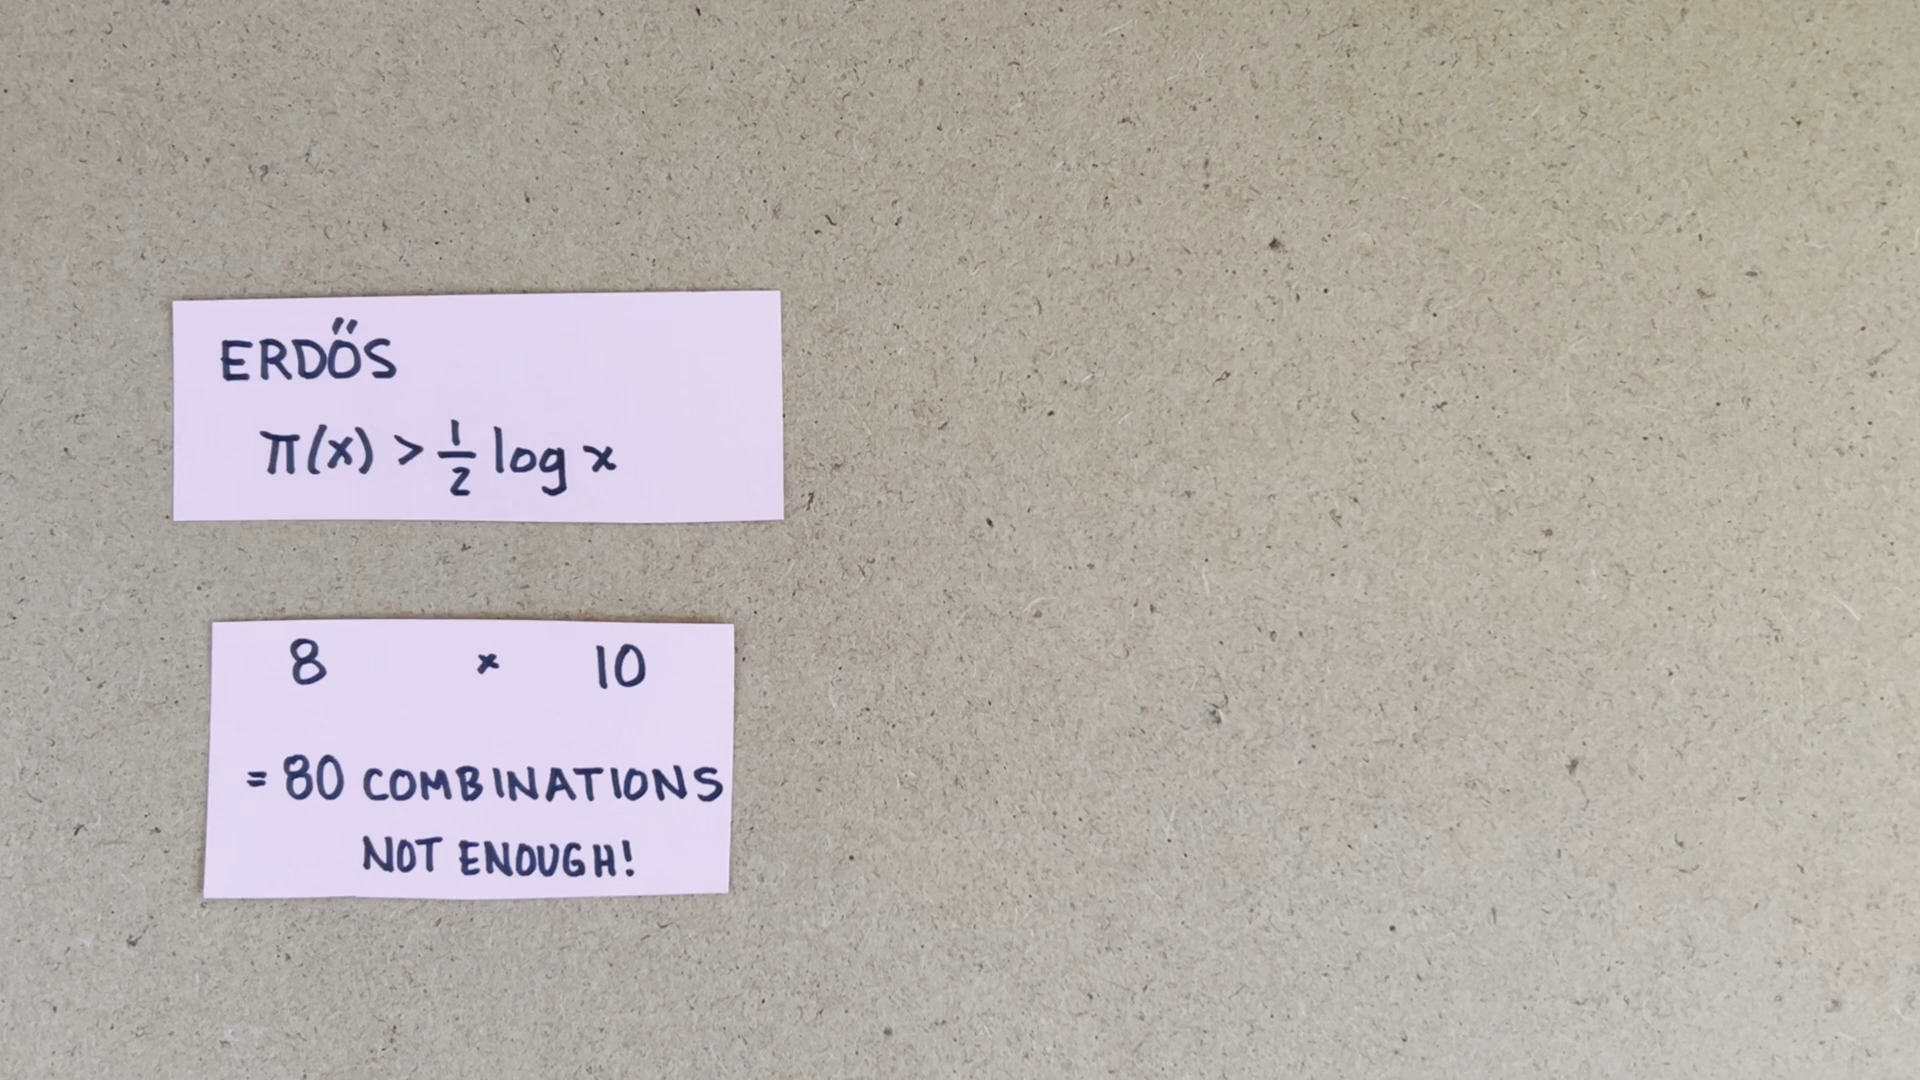 ERDŐS
π(x) > 1/2 log x
8 × 10
= 80 COMBINATIONS
NOT ENOUGH!